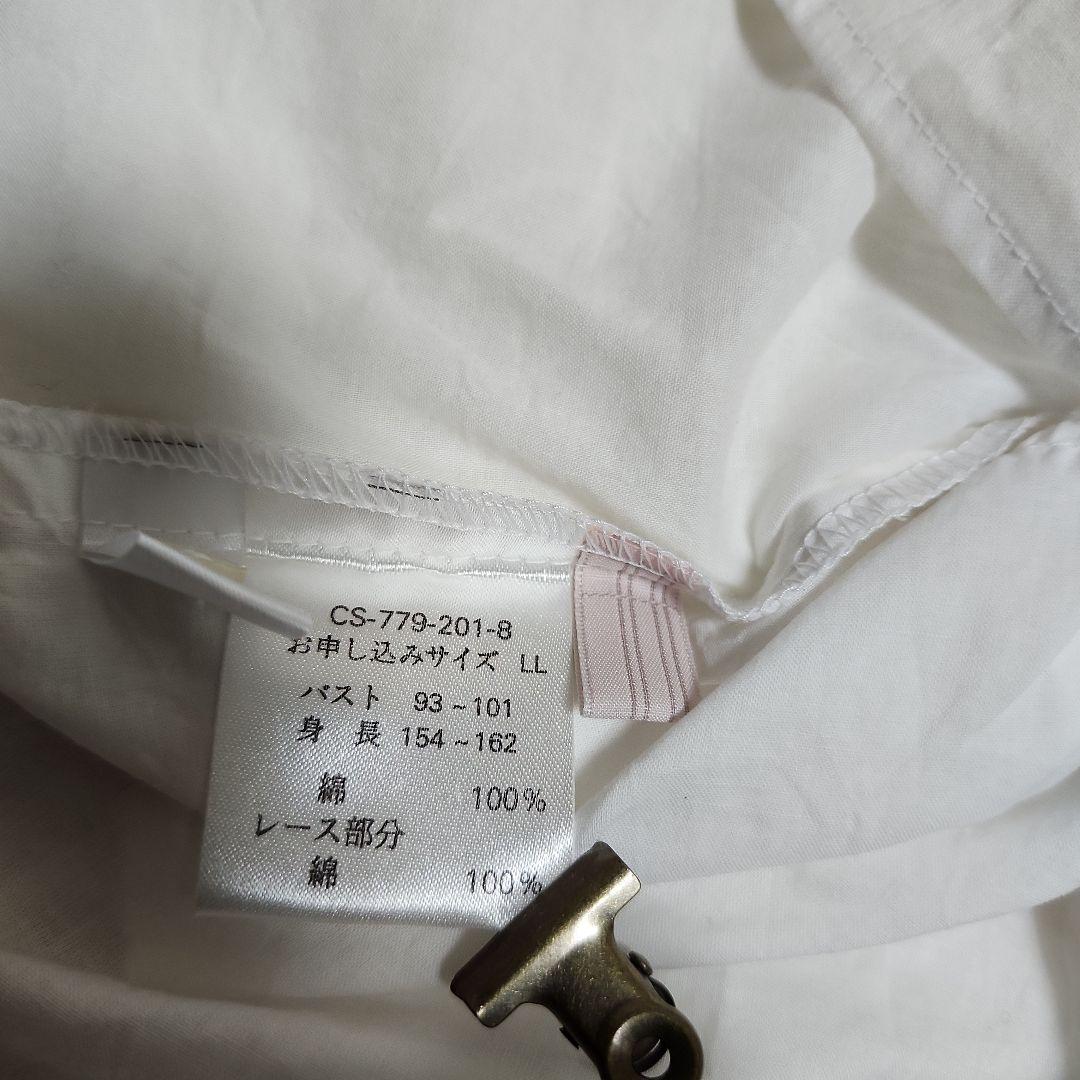 CS-779-201-8
お申し込みサイズ LL
バスト 93~101
身長 154~162
綿 100%
レース部分
綿 100%